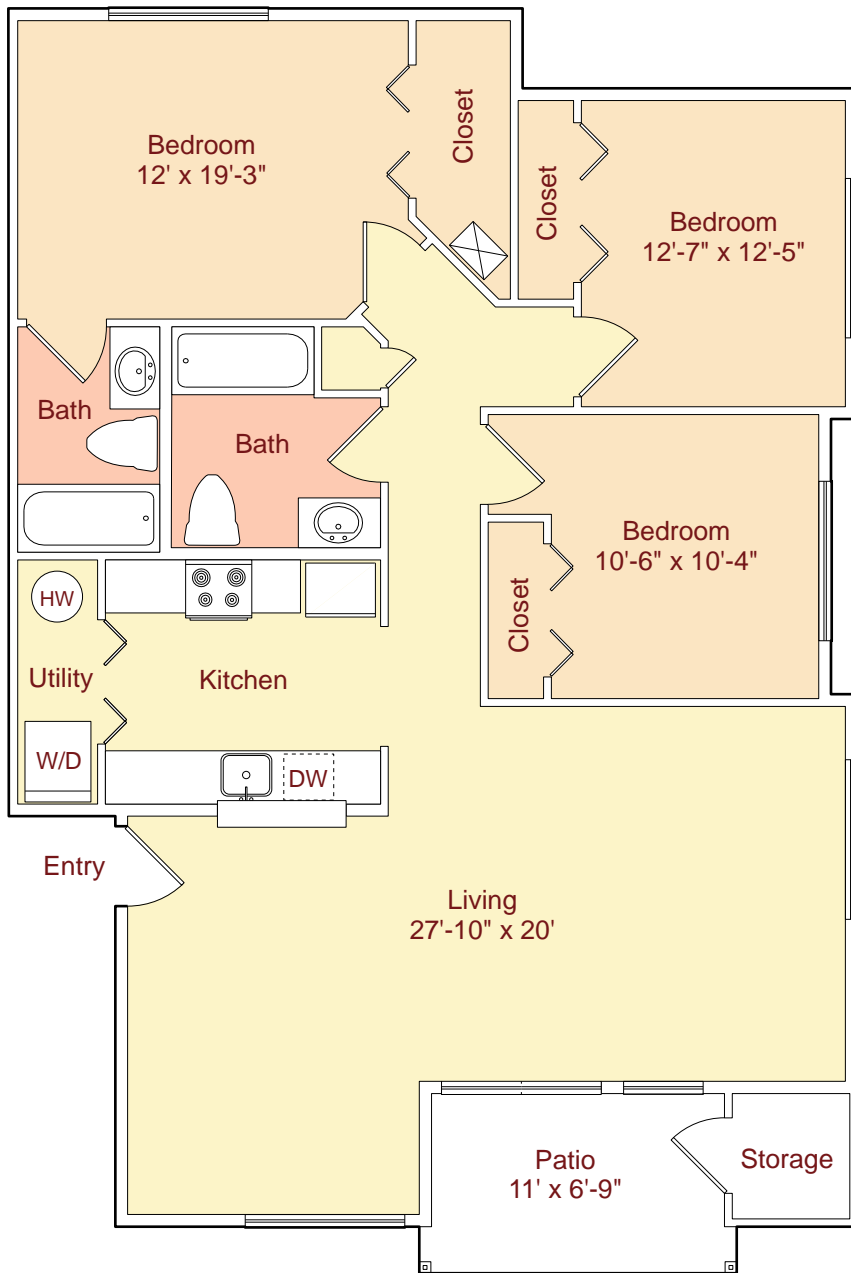 Bedroom
12' x 19'-3"
Closet
Closet
Bedroom
12'-7" x 12'-5"
Bath
Bath
Bedroom
10'-6" x 10'-4"
Closet
HW
Utility
Kitchen
W/D
DW
Entry
Living
27'-10" x 20'
Patio
11' x 6'-9"
Storage